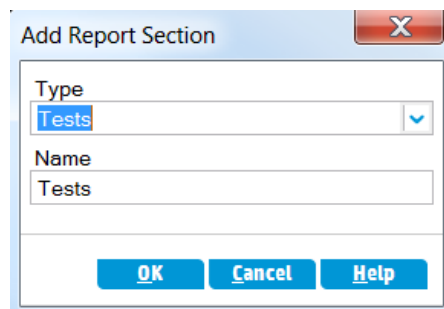 Add Report Section
Type
Tests
Name
Tests
OK Cancel Help